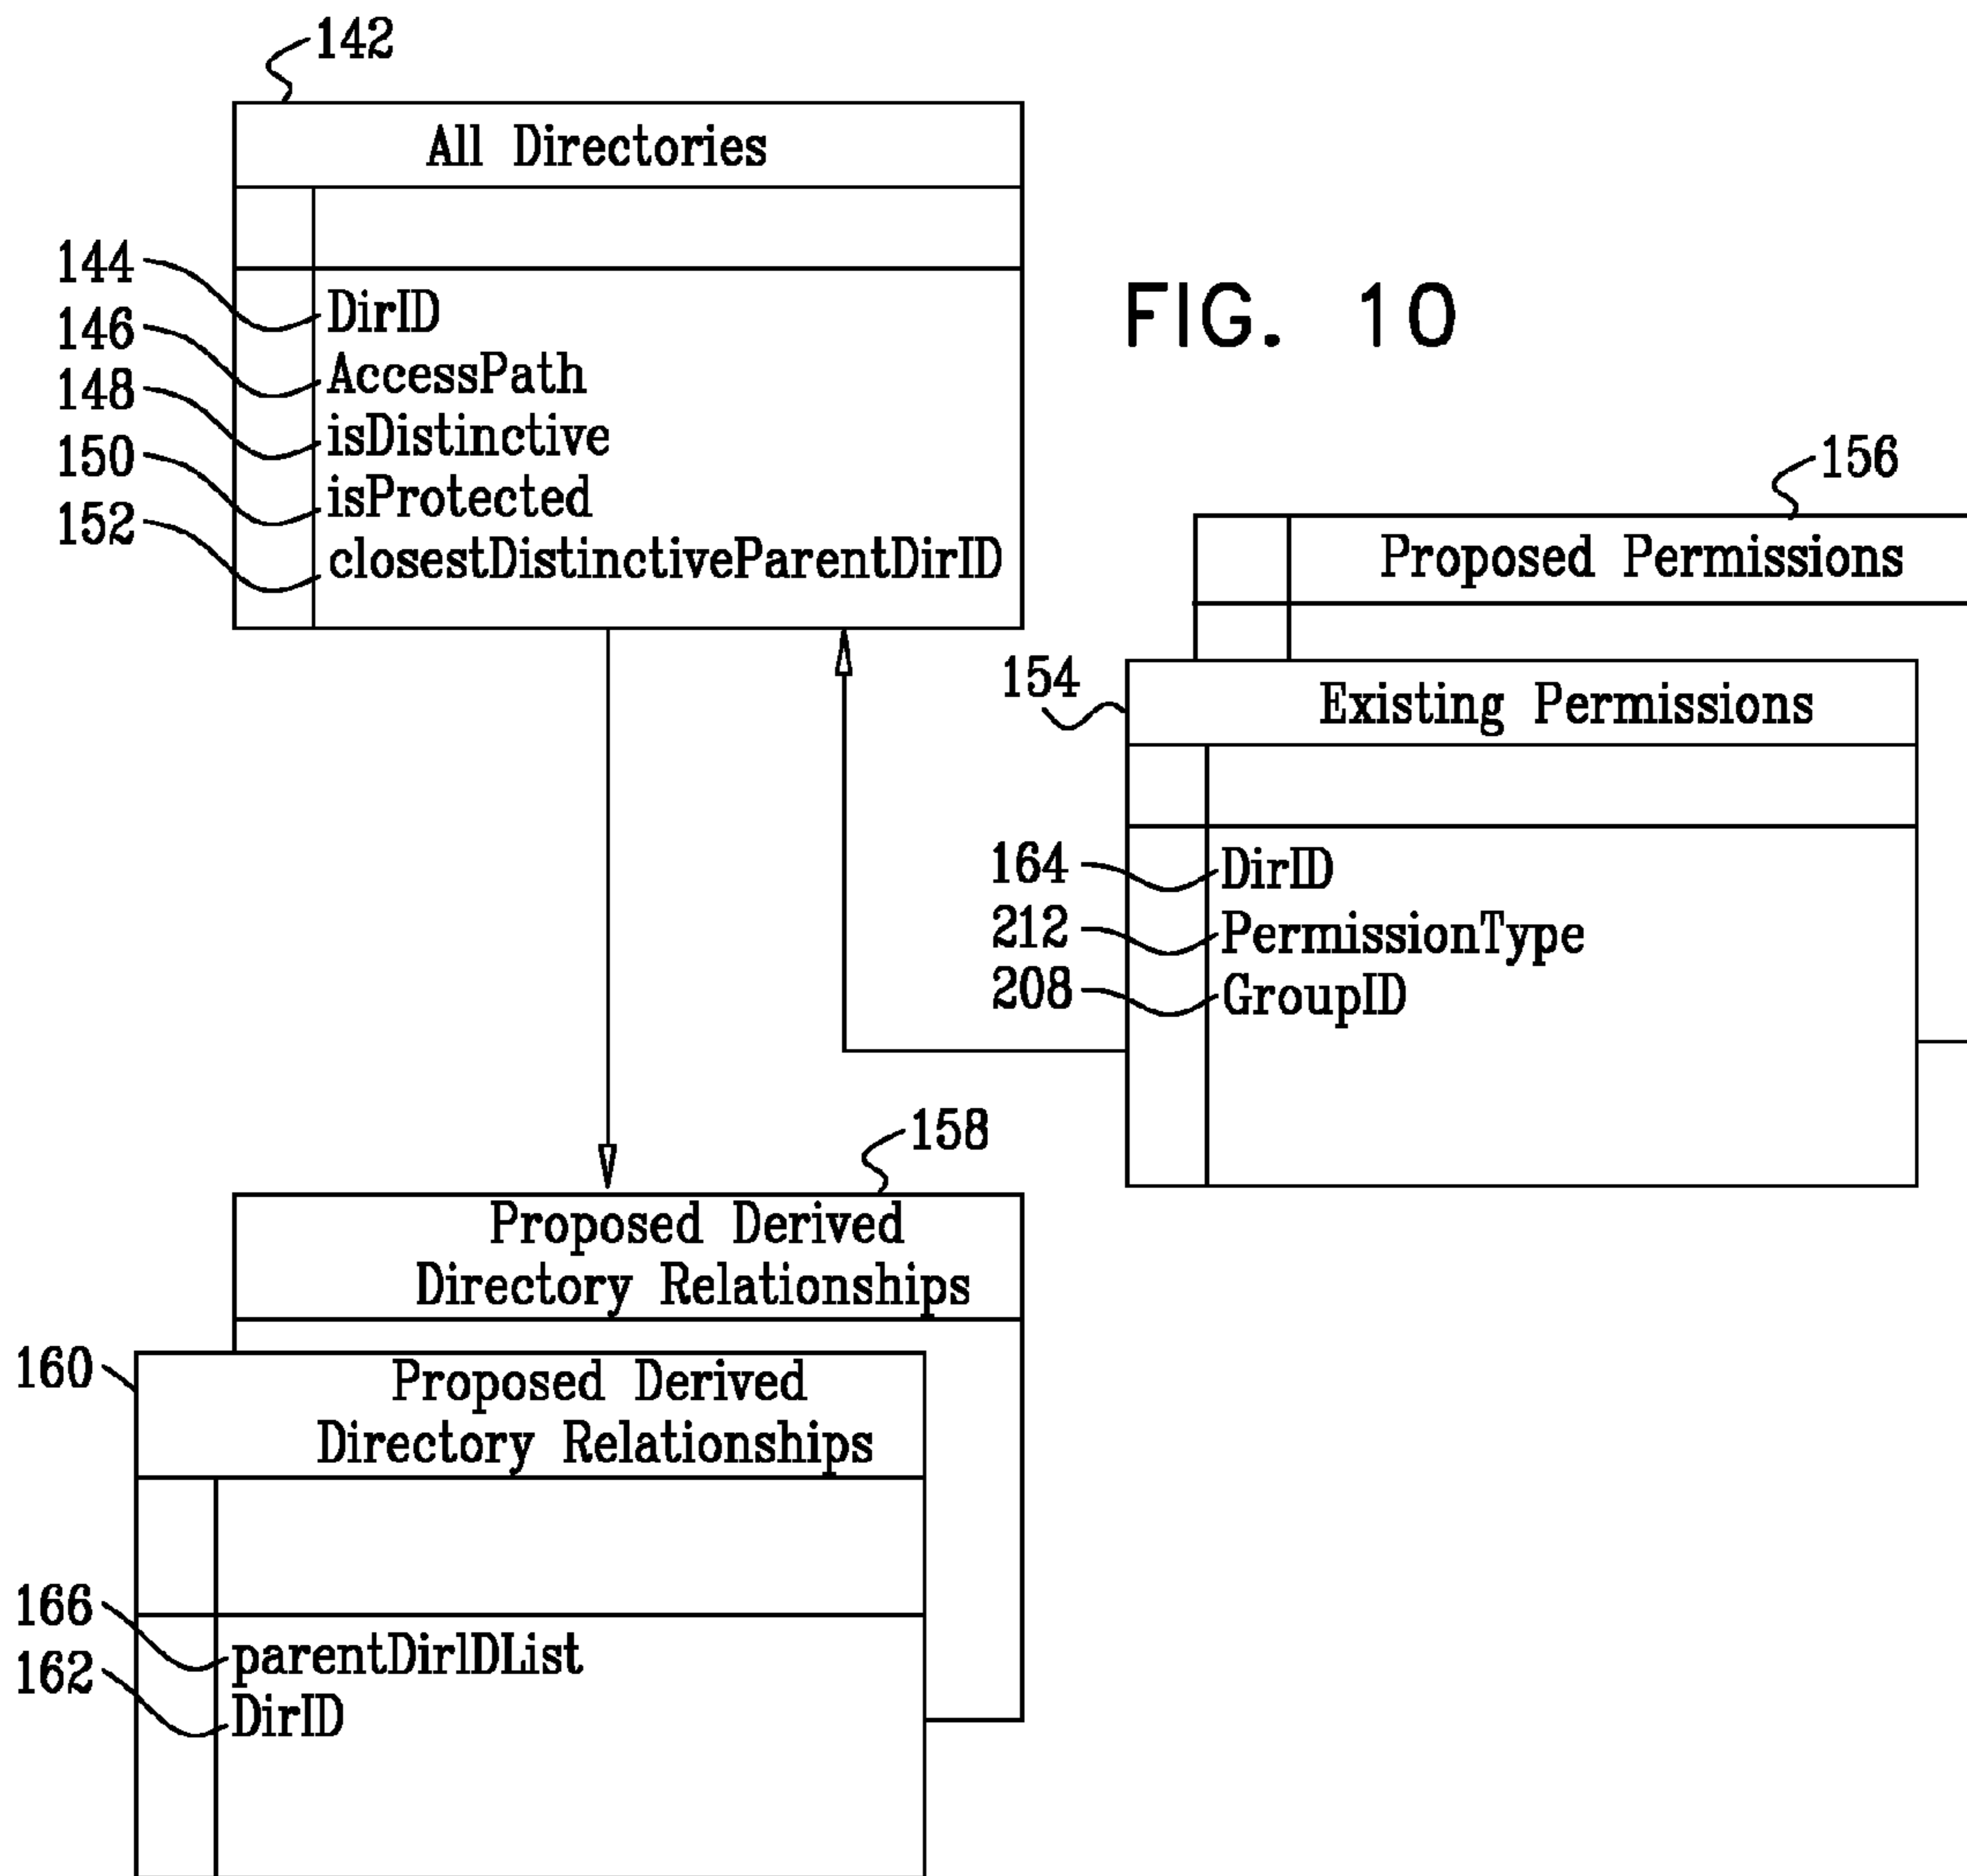 142
All Directories
144
DirID
146
AccessPath
148
isDistinctive
150
isProtected
152
closestDistinctiveParentDirID
FIG. 10
156
Proposed Permissions
154
Existing Permissions
164
DirID
212
PermissionType
208
GroupID
158
Proposed Derived
Directory Relationships
160
Proposed Derived
Directory Relationships
166
parentDirIDList
162
DirID